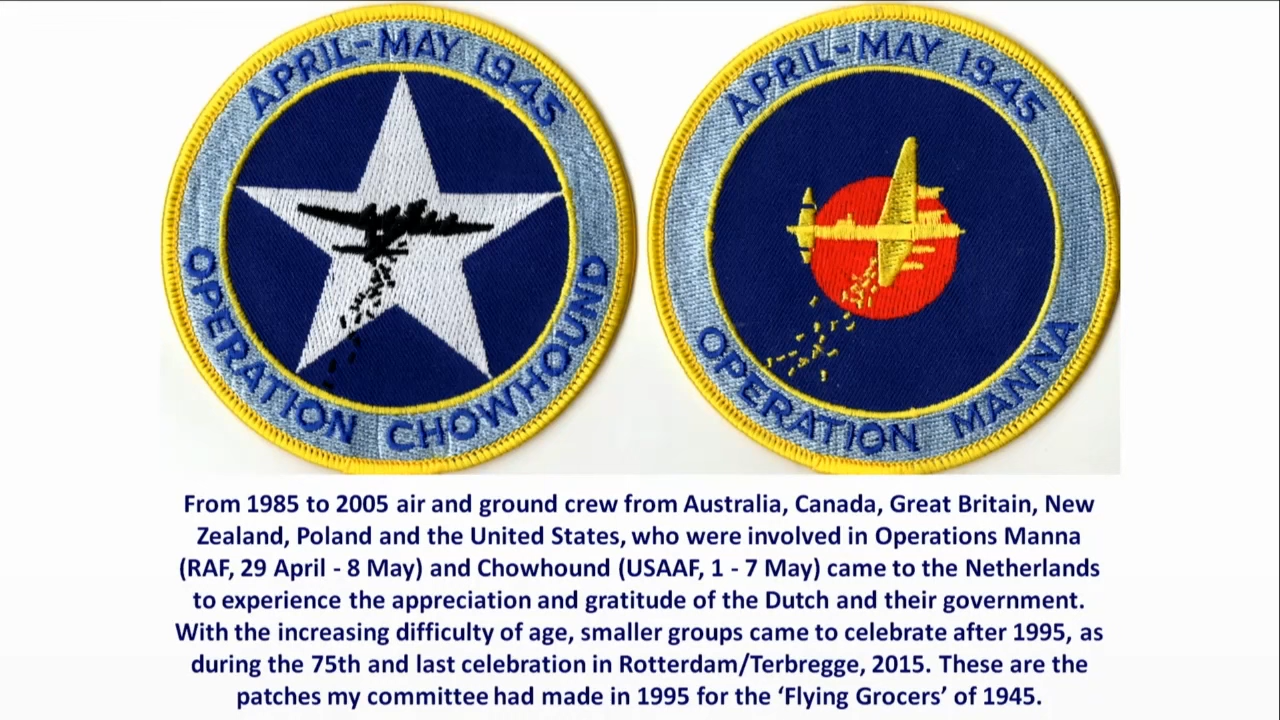 APRIL-MAY 1945
OPERATION CHOWHOUND
APRIL-MAY 1945
OPERATION MANNA
From 1985 to 2005 air and ground crew from Australia, Canada, Great Britain, New
Zealand, Poland and the United States, who were involved in Operations Manna
(RAF, 29 April - 8 May) and Chowhound (USAAF, 1 - 7 May) came to the Netherlands
to experience the appreciation and gratitude of the Dutch and their government.
With the increasing difficulty of age, smaller groups came to celebrate after 1995, as
during the 75th and last celebration in Rotterdam/Terbregge, 2015. These are the
patches my committee had made in 1995 for the ‘Flying Grocers’ of 1945.